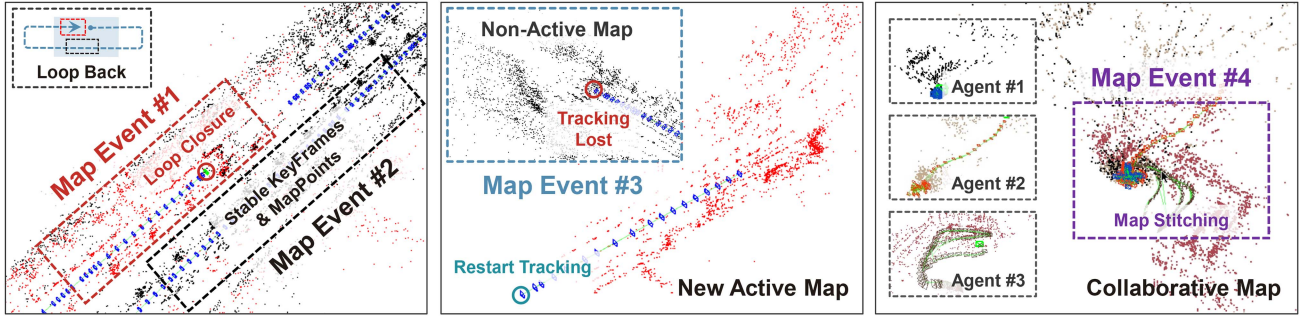 Loop Back
Map Event #1
Loop Closure
Stable KeyFrames
& MapPoints
Map Event #2
Non-Active Map
Tracking
Lost
Map Event #3
Restart Tracking
New Active Map
Agent #1
Agent #2
Agent #3
Map Event #4
Map Stitching
Collaborative Map